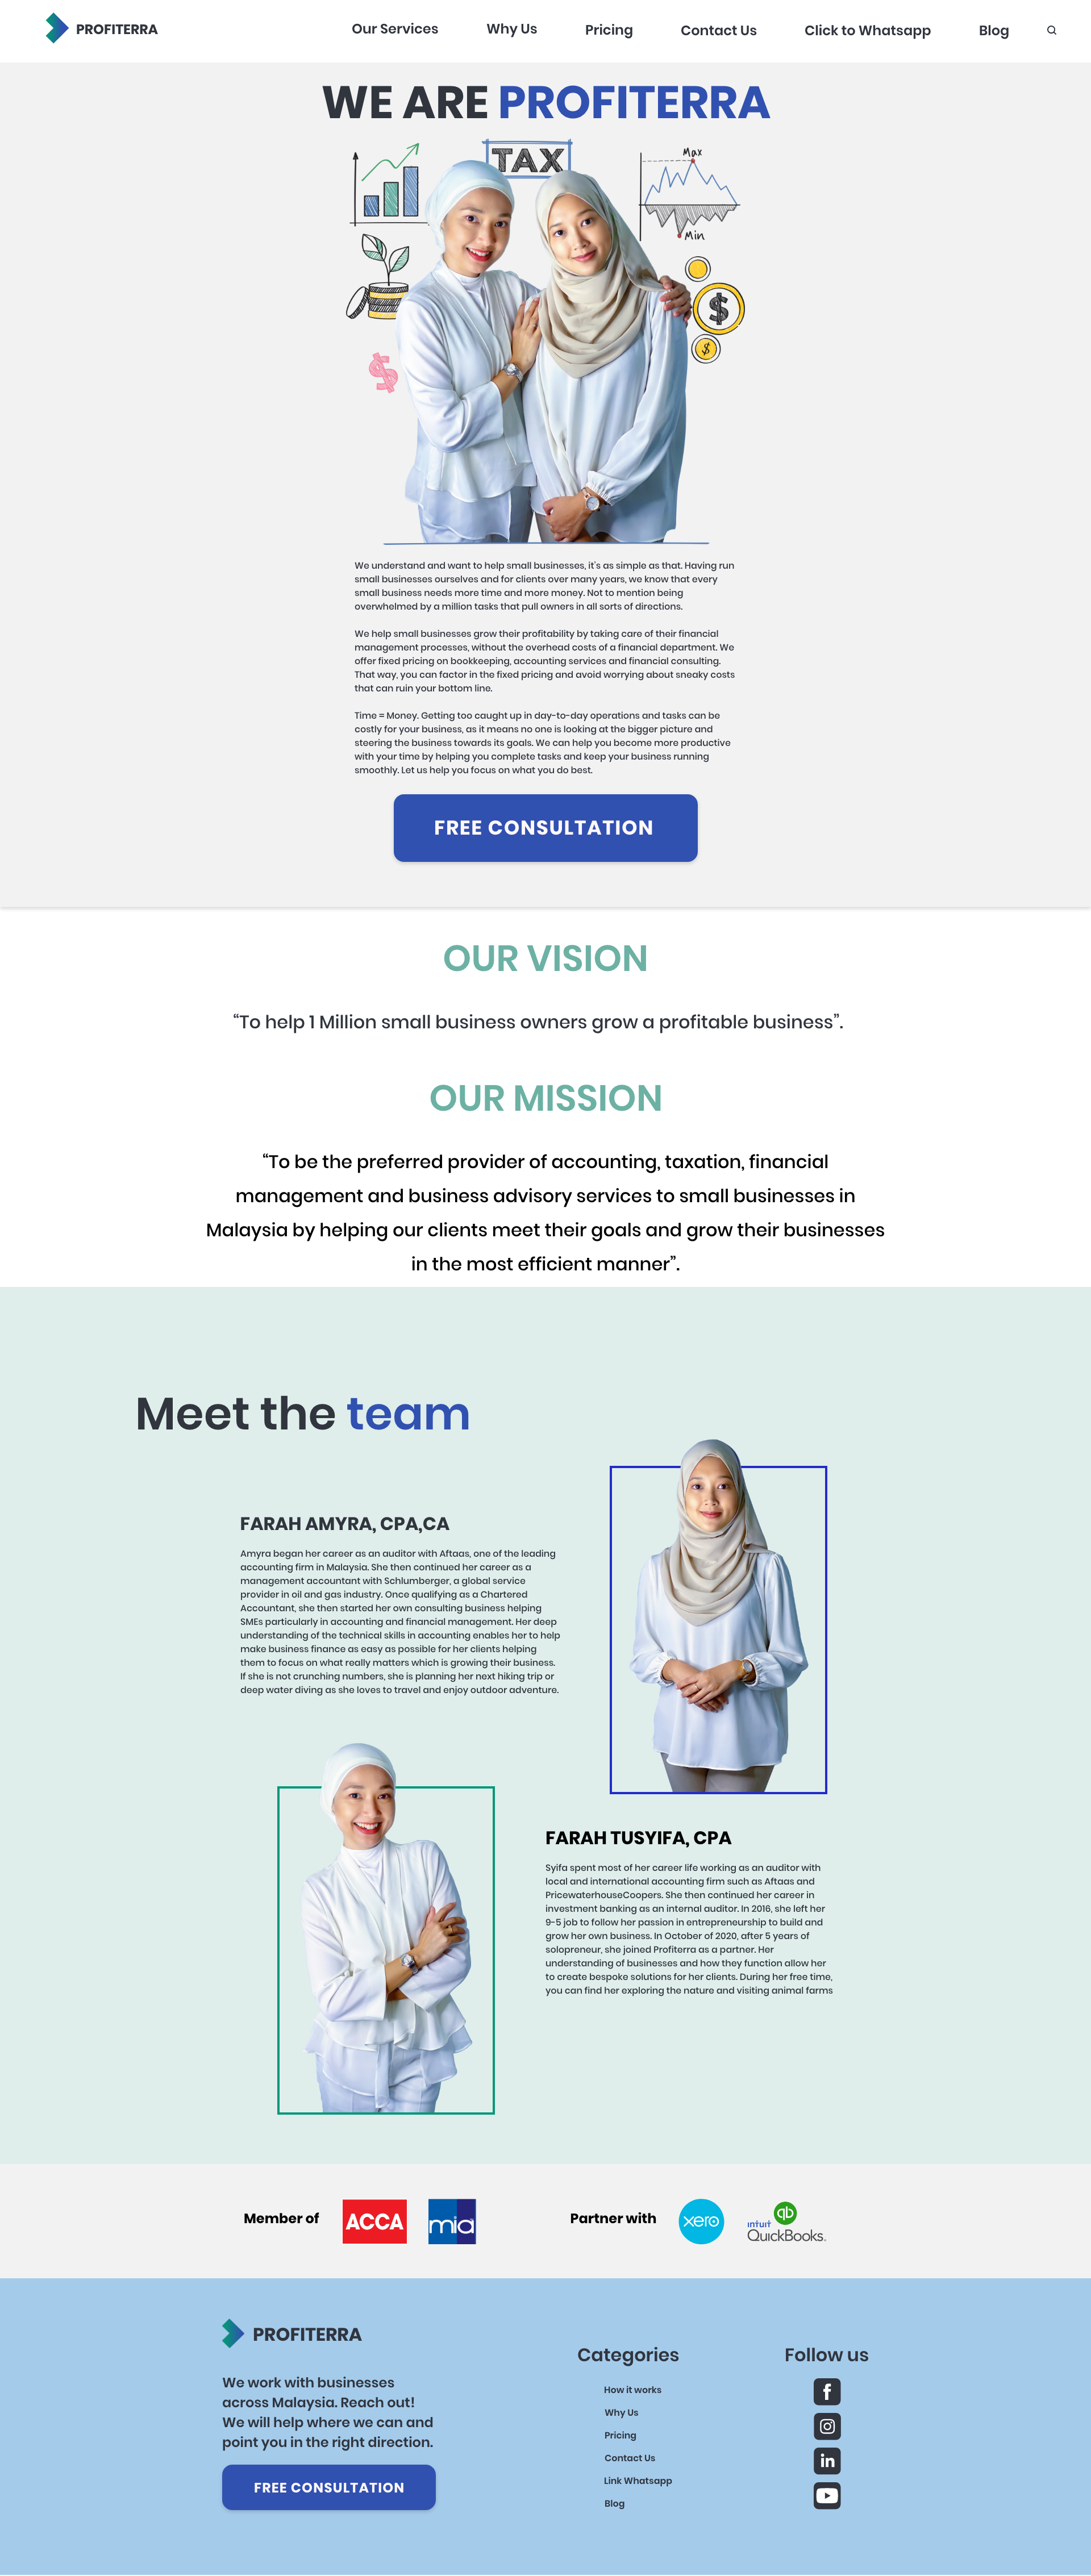 PROFITERRA
Our Services
Why Us
Pricing
Contact Us
Click to Whatsapp
Blog
WE ARE PROFITERRA
TAX
Max
Min
$
$
$
We understand and want to help small businesses, it's as simple as that. Having run
small businesses ourselves and for clients over many years, we know that every
small business needs more time and more money. Not to mention being
overwhelmed by a million tasks that pull owners in all sorts of directions.
We help small businesses grow their profitability by taking care of their financial
management processes, without the overhead costs of a financial department. We
offer fixed pricing on bookkeeping, accounting services and financial consulting.
That way, you can factor in the fixed pricing and avoid worrying about sneaky costs
that can ruin your bottom line.
Time = Money. Getting too caught up in day-to-day operations and tasks can be
costly for your business, as it means no one is looking at the bigger picture and
steering the business towards its goals. We can help you become more productive
with your time by helping you complete tasks and keep your business running
smoothly. Let us help you focus on what you do best.
FREE CONSULTATION
OUR VISION
“To help 1 Million small business owners grow a profitable business”.
OUR MISSION
“To be the preferred provider of accounting, taxation, financial
management and business advisory services to small businesses in
Malaysia by helping our clients meet their goals and grow their businesses
in the most efficient manner”.
Meet the team
FARAH AMYRA, CPA,CA
Amyra began her career as an auditor with Aftaas, one of the leading
accounting firm in Malaysia. She then continued her career as a
management accountant with Schlumberger, a global service
provider in oil and gas industry. Once qualifying as a Chartered
Accountant, she then started her own consulting business helping
SMEs particularly in accounting and financial management. Her deep
understanding of the technical skills in accounting enables her to help
make business finance as easy as possible for her clients helping
them to focus on what really matters which is growing their business.
If she is not crunching numbers, she is planning her next hiking trip or
deep water diving as she loves to travel and enjoy outdoor adventure.
FARAH TUSYIFA, CPA
Syifa spent most of her career life working as an auditor with
local and international accounting firm such as Aftaas and
PricewaterhouseCoopers. She then continued her career in
investment banking as an internal auditor. In 2016, she left her
9-5 job to follow her passion in entrepreneurship to build and
grow her own business. In October of 2020, after 5 years of
solopreneur, she joined Profiterra as a partner. Her
understanding of businesses and how they function allow her
to create bespoke solutions for her clients. During her free time,
you can find her exploring the nature and visiting animal farms
Member of
ACCA
mia
Partner with
xero
qb
intuit
QuickBooks.
PROFITERRA
We work with businesses
across Malaysia. Reach out!
We will help where we can and
point you in the right direction.
FREE CONSULTATION
Categories
How it works
Why Us
Pricing
Contact Us
Link Whatsapp
Blog
Follow us
f
in